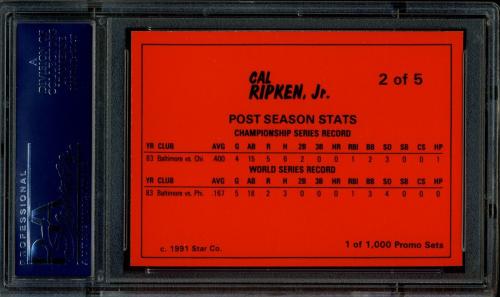 CAL
RIPKEN, Jr. 2 of 5
POST SEASON STATS
CHAMPIONSHIP SERIES RECORD
YR CLUB AVG G AB R H 2B 3B HR RBI BB SO SB CS HP
83 Baltimore vs. Chi. .400 4 15 5 6 2 0 0 1 2 3 0 0 1
WORLD SERIES RECORD
YR CLUB AVG G AB R H 2B 3B HR RBI BB SO SB CS HP
83 Baltimore vs. Phi. .167 5 18 2 3 0 0 0 1 3 4 0 0 0
c. 1991 Star Co. 1 of 1,000 Promo Sets
PROFESSIONAL
PSA
A
DIVISION OF